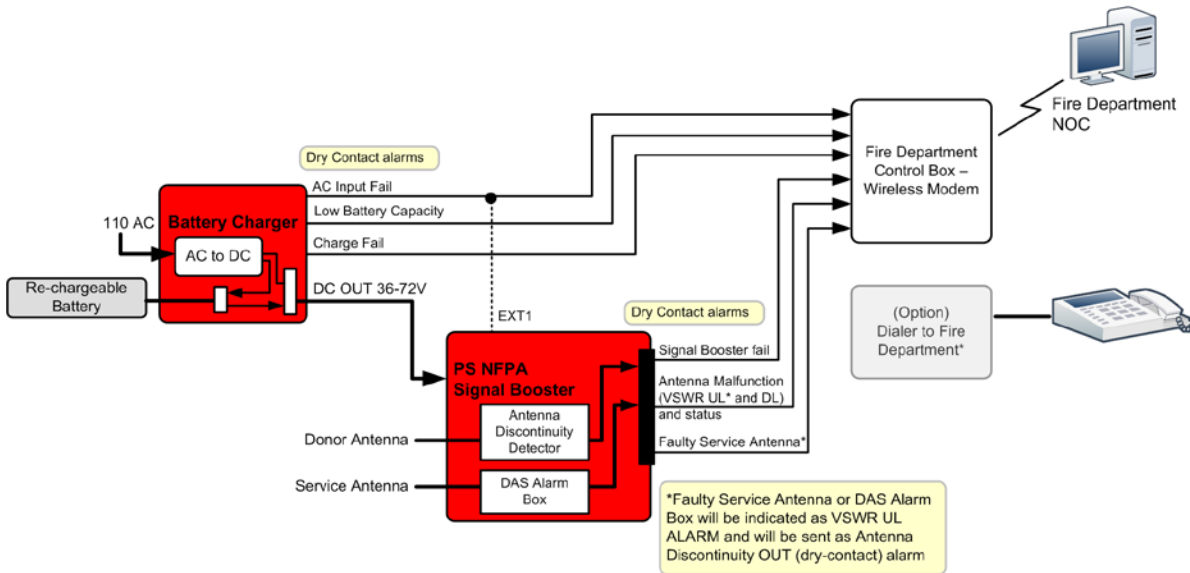 Fire Department
NOC
Fire Department
Control Box –
Wireless Modem
Dry Contact alarms
AC Input Fail
Low Battery Capacity
Charge Fail
110 AC
Battery Charger
AC to DC
Re-chargeable
Battery
DC OUT 36-72V
EXT1
(Option)
Dialer to Fire
Department*
Dry Contact alarms
Signal Booster fail
Antenna Malfunction
(VSWR UL* and DL)
and status
Faulty Service Antenna*
PS NFPA
Signal Booster
Antenna
Discontinuity
Detector
Donor Antenna
DAS Alarm
Box
Service Antenna
*Faulty Service Antenna or DAS Alarm
Box will be indicated as VSWR UL
ALARM and will be sent as Antenna
Discontinuity OUT (dry-contact) alarm